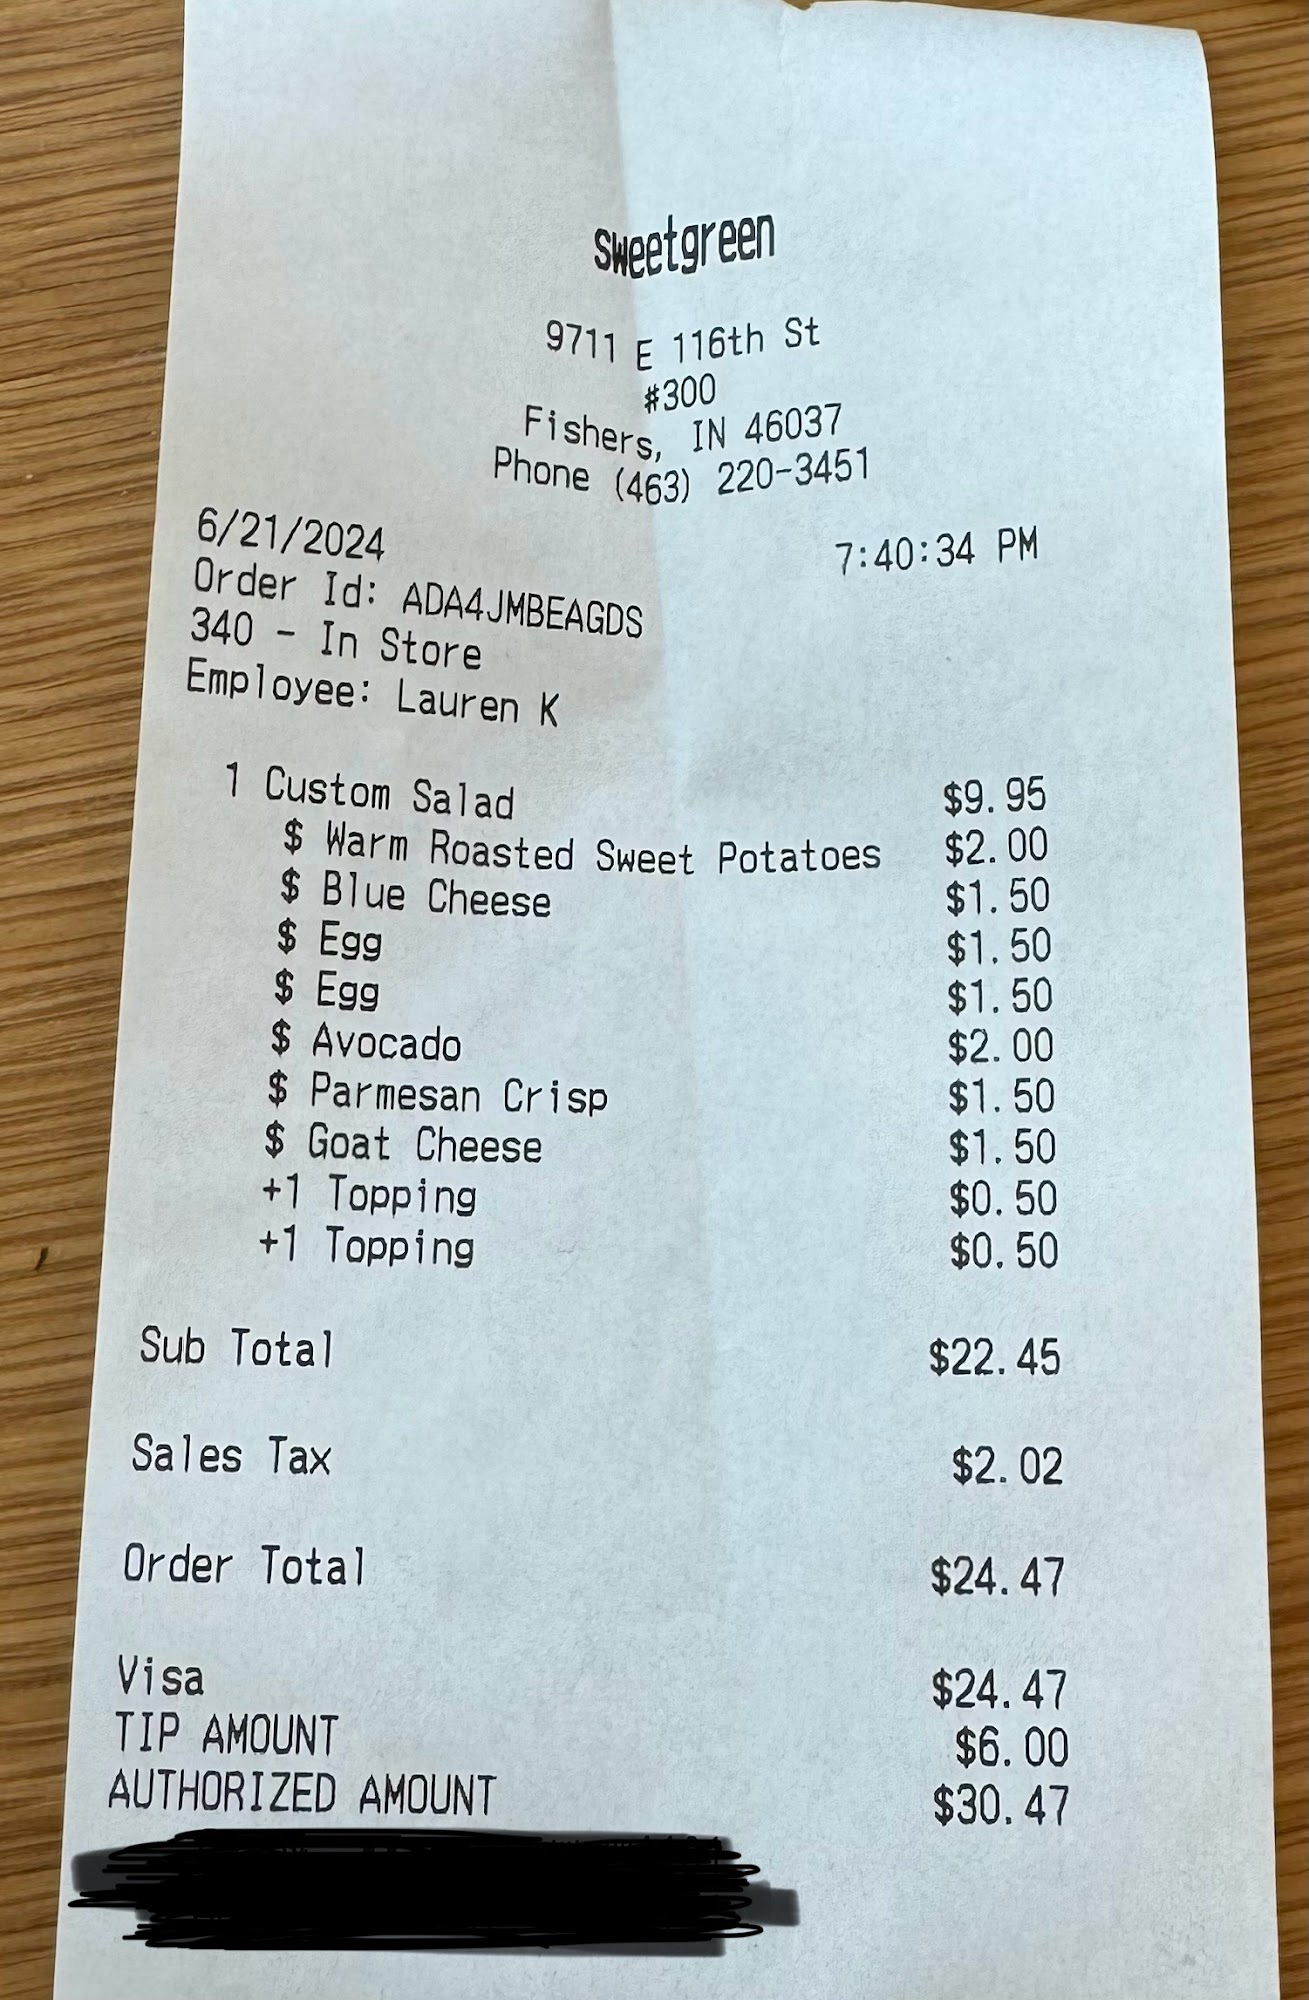 sweetgreen
9711 E 116th St
#300
Fishers, IN 46037
Phone (463) 220-3451
6/21/2024 7:40:34 PM
Order Id: ADA4JMBEAGDS
340 - In Store
Employee: Lauren K
1 Custom Salad $9.95
$ Warm Roasted Sweet Potatoes $2.00
$ Blue Cheese $1.50
$ Egg $1.50
$ Egg $1.50
$ Avocado $2.00
$ Parmesan Crisp $1.50
$ Goat Cheese $1.50
+1 Topping $0.50
+1 Topping $0.50
Sub Total $22.45
Sales Tax $2.02
Order Total $24.47
Visa $24.47
TIP AMOUNT $6.00
AUTHORIZED AMOUNT $30.47